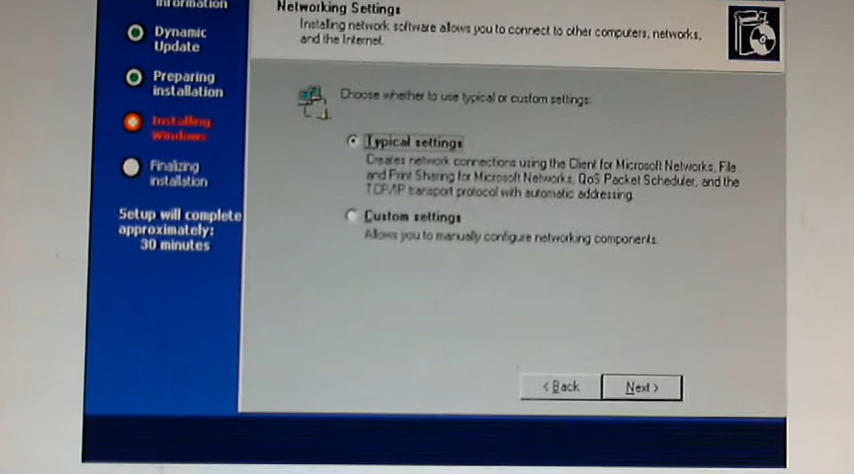 information
Dynamic
Update
Preparing
installation
Installing
Windows
Finalizing
installation
Setup will complete
approximately:
30 minutes
Networking Settings
Installing network software allows you to connect to other computers, networks,
and the Internet.
Choose whether to use typical or custom settings:
Typical settings
Creates network connections using the Client for Microsoft Networks, File
and Print Sharing for Microsoft Networks, QoS Packet Scheduler, and the
TCP/IP transport protocol with automatic addressing.
Custom settings
Allows you to manually configure networking components.
< Back
Next >